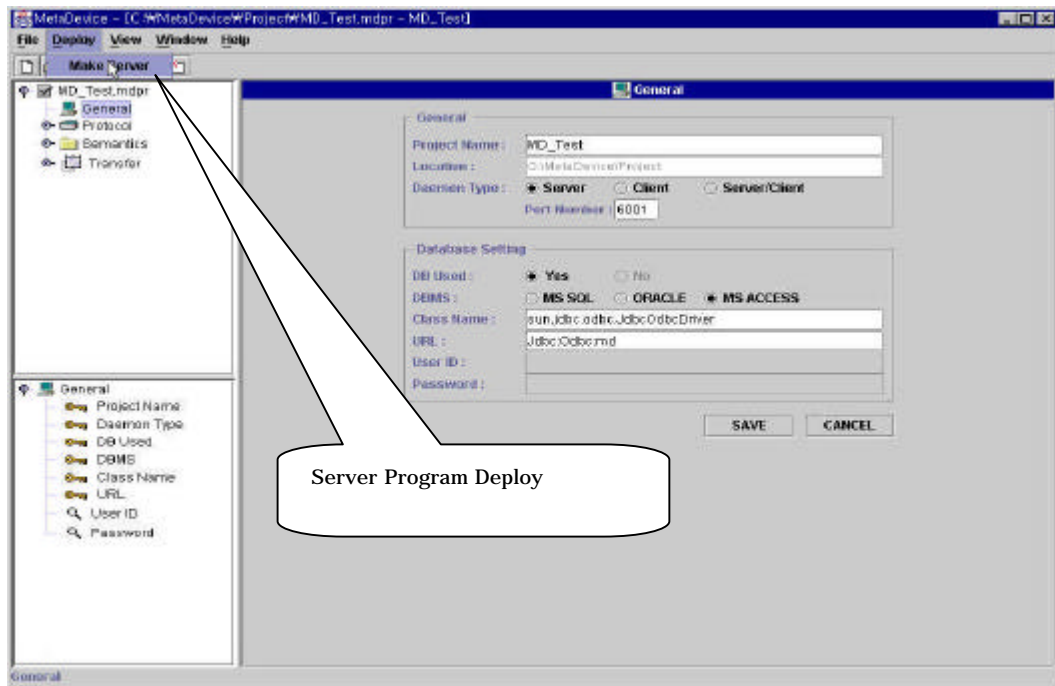 MetaDevice - [C:₩MetaDevice₩Project₩MD_Test.mdpr - MD_Test]
File Deploy View Window Help
Make Server
MD_Test.mdpr
General
Protocol
Semantics
Transfer
General
General
Project Name : MD_Test
Location : C:\MetaDevice\Project
Daemon Type : Server Client Server/Client
Port Number : 6001
Database Setting
DB Used : Yes No
DBMS : MS SQL ORACLE MS ACCESS
Class Name : sun.jdbc.odbc.JdbcOdbcDriver
URL : Jdbc:Odbc:md
User ID :
Password :
SAVE CANCEL
General
Project Name
Daemon Type
DB Used
DBMS
Class Name
URL
User ID
Password
Server Program Deploy
General